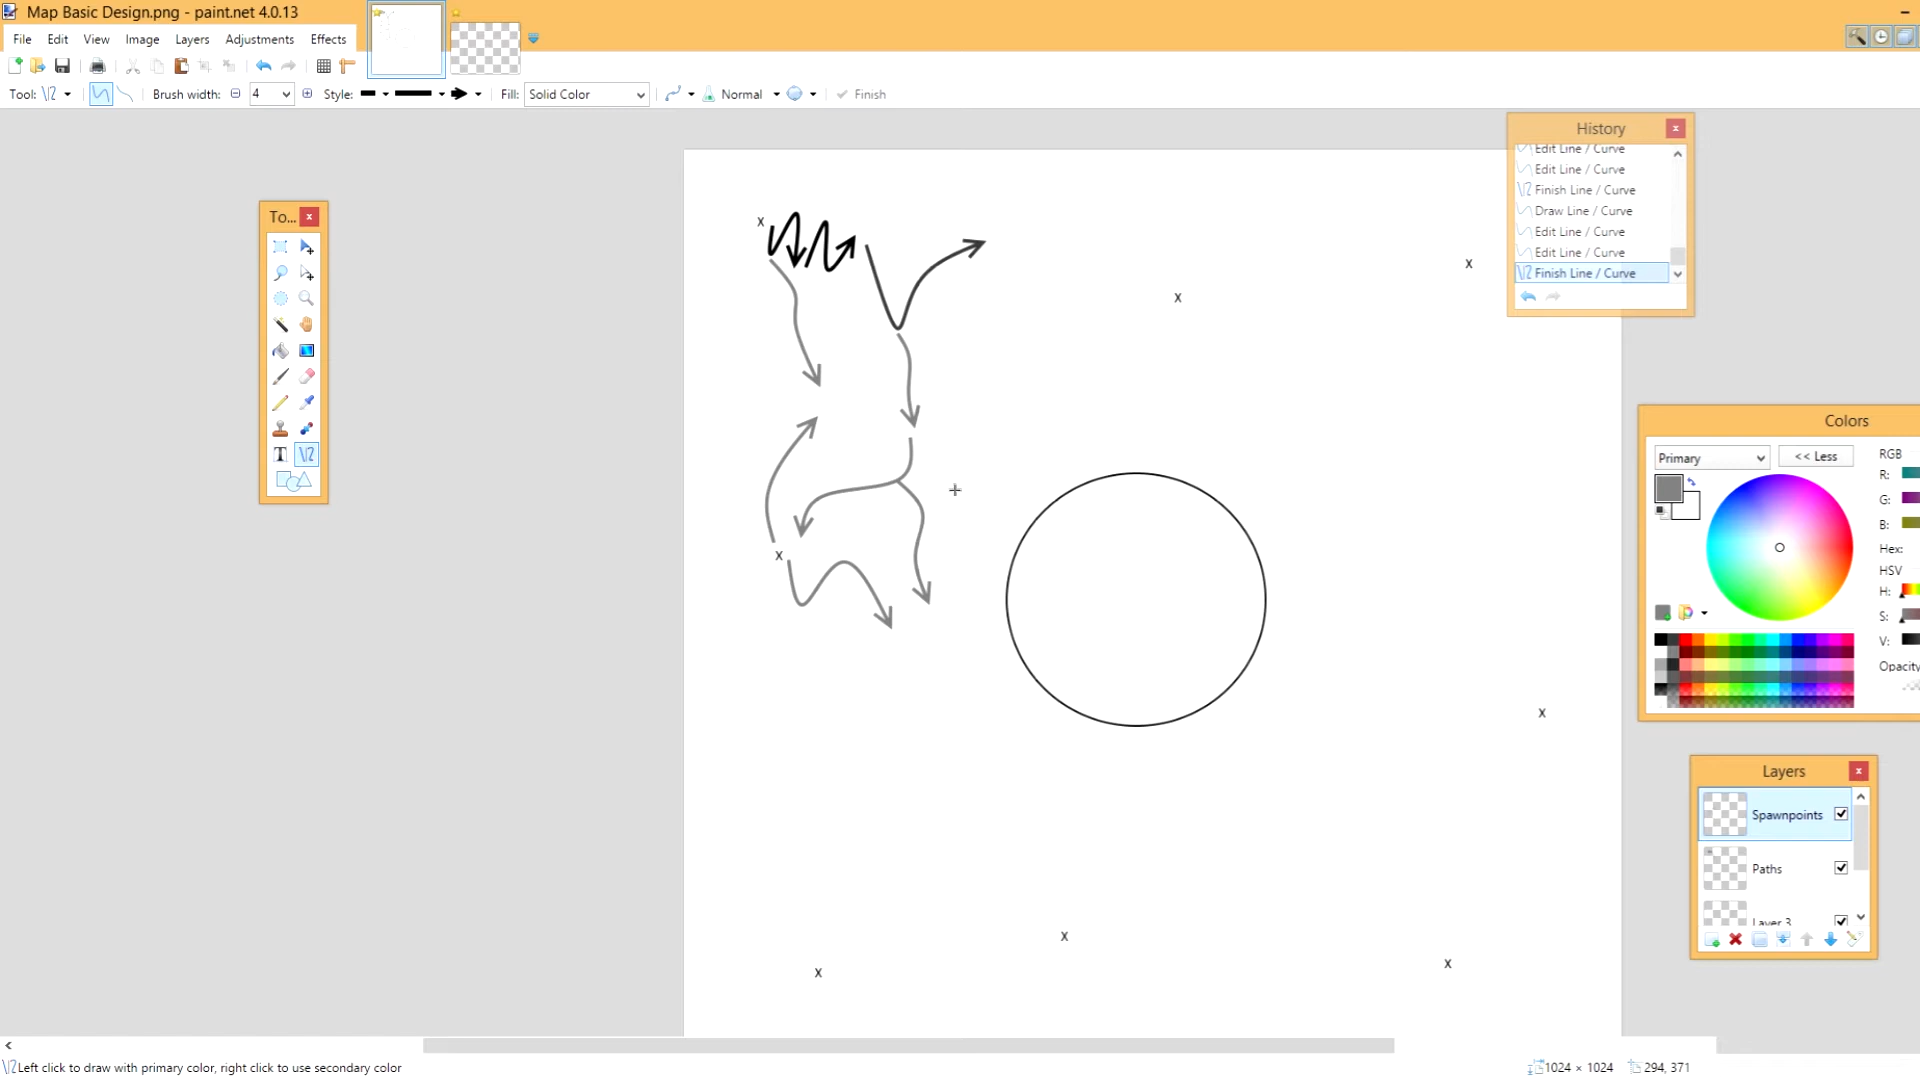 Map Basic Design.png - paint.net 4.0.13
File Edit View Image Layers Adjustments Effects
Tool: Brush width: 4 Style: Fill: Solid Color Normal Finish
History
Edit Line / Curve
Edit Line / Curve
Finish Line / Curve
Draw Line / Curve
Edit Line / Curve
Edit Line / Curve
Finish Line / Curve
To...
T
x
x
x
x
x
x
x
x
Colors
Primary
<< Less
RGB
R:
G:
B:
Hex:
HSV
H:
S:
V:
Opacity
Layers
Spawnpoints
Paths
Layer 3
Left click to draw with primary color, right click to use secondary color
1024 × 1024
294, 371